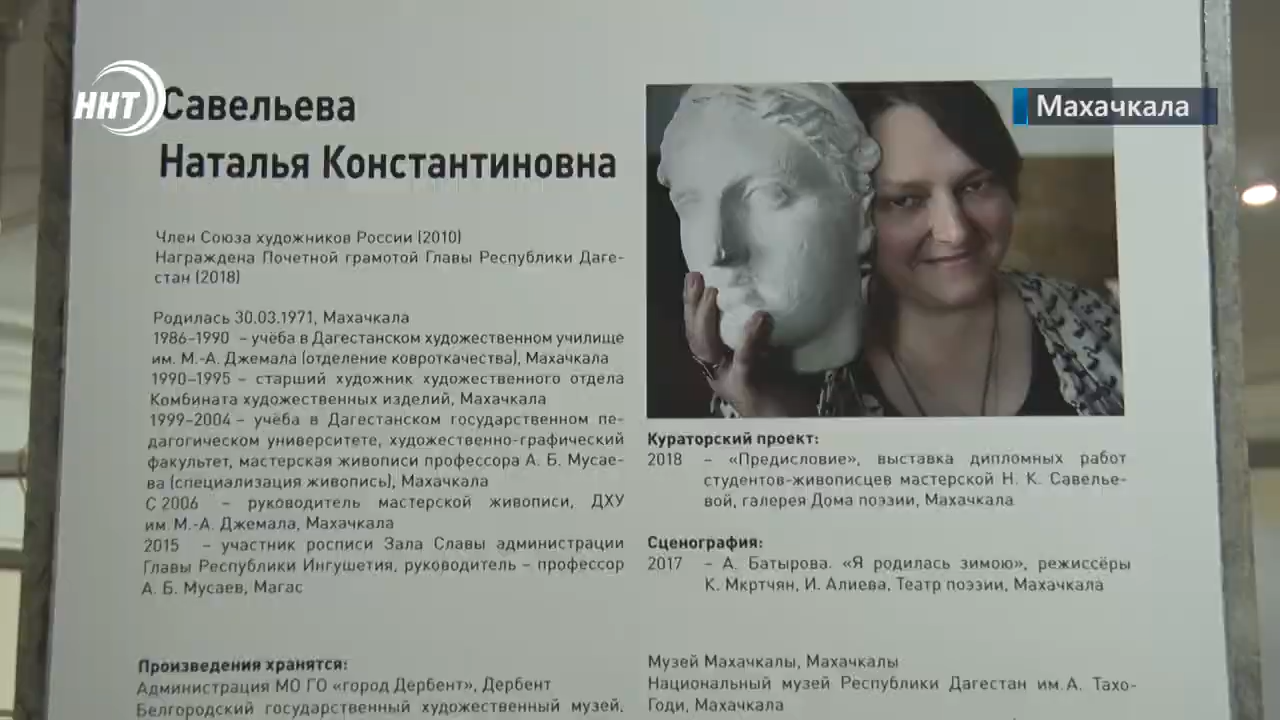 ННТ
Махачкала
Савельева
Наталья Константиновна
Член Союза художников России (2010)
Награждена Почетной грамотой Главы Республики Даге-
стан (2018)
Родилась 30.03.1971, Махачкала
1986–1990 – учёба в Дагестанском художественном училище
им. М.-А. Джемала (отделение ковроткачества), Махачкала
1990–1995 – старший художник художественного отдела
Комбината художественных изделий, Махачкала
1999–2004 – учёба в Дагестанском государственном пе-
дагогическом университете, художественно-графический
факультет, мастерская живописи профессора А. Б. Мусае-
ва (специализация живопись), Махачкала
С 2006 – руководитель мастерской живописи, ДХУ
им. М.-А. Джемала, Махачкала
2015 – участник росписи Зала Славы администрации
Главы Республики Ингушетия, руководитель – профессор
А. Б. Мусаев, Магас
Произведения хранятся:
Администрация МО ГО «город Дербент», Дербент
Белгородский государственный художественный музей,
Кураторский проект:
2018 – «Предисловие», выставка дипломных работ
студентов-живописцев мастерской Н. К. Савелье-
вой, галерея Дома поэзии, Махачкала
Сценография:
2017 – А. Батырова. «Я родилась зимою», режиссёры
К. Мкртчян, И. Алиева, Театр поэзии, Махачкала
Музей Махачкалы, Махачкалы
Национальный музей Республики Дагестан им. А. Тахо-
Годи, Махачкала